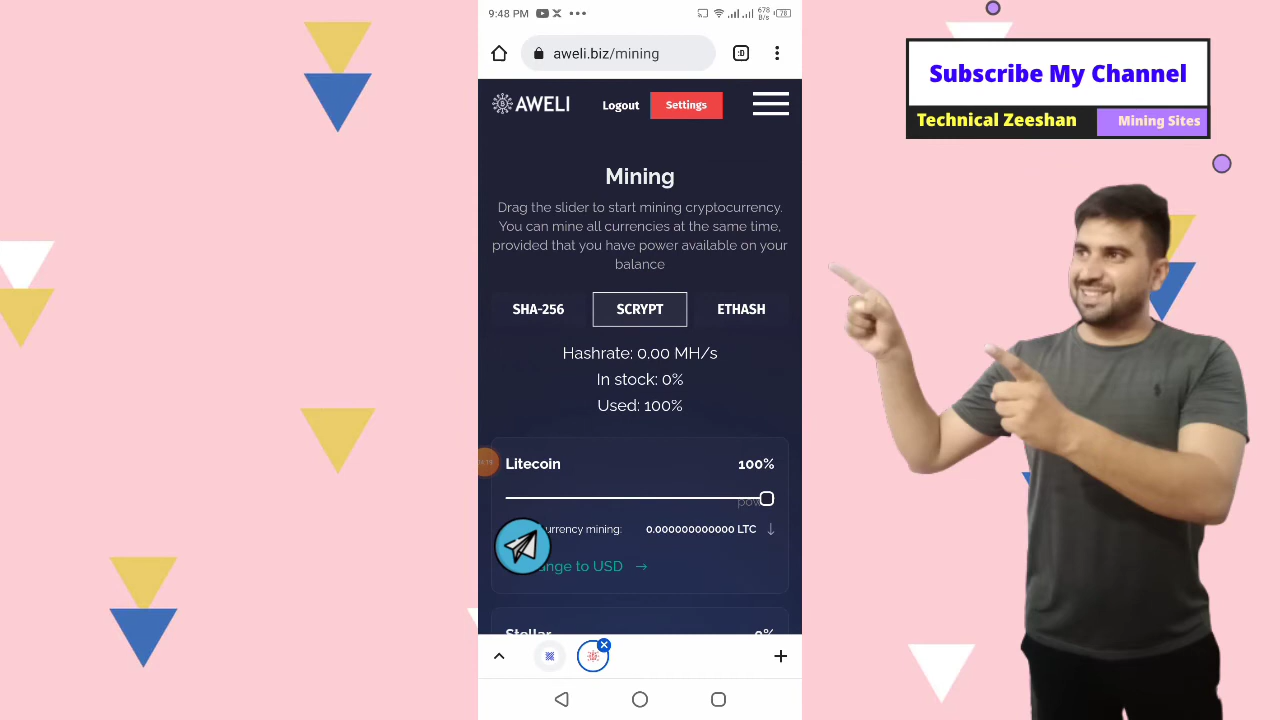 9:48 PM
678 B/s
78
aweli.biz/mining
:D
AWELI
Logout
Settings
Mining
Drag the slider to start mining cryptocurrency.
You can mine all currencies at the same time,
provided that you have power available on your
balance
SHA-256
SCRYPT
ETHASH
Hashrate: 0.00 MH/s
In stock: 0%
Used: 100%
Litecoin
100%
urrency mining:
0.000000000000 LTC
ange to USD →
Stellar
0%
Subscribe My Channel
Technical Zeeshan
Mining Sites